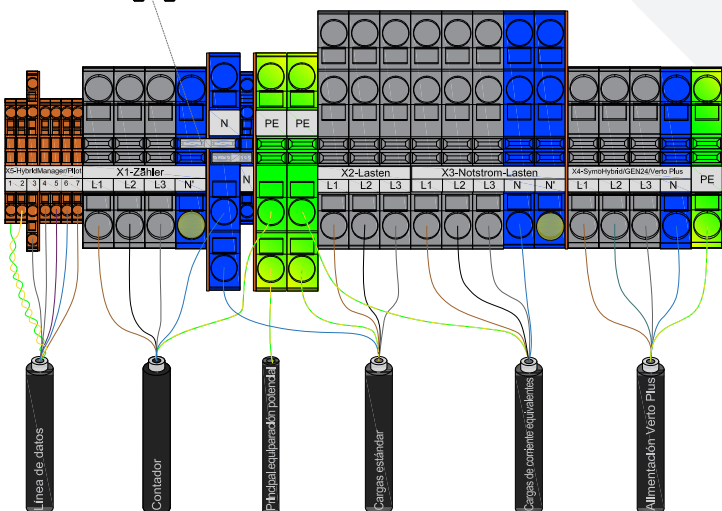 N
PE PE
X5-HybridManager/Pilot
1 2 3 4 5 6 7
X1-Zähler
L1 L2 L3 N'
N
X2-Lasten
L1 L2 L3
X3-Notstrom-Lasten
L1 L2 L3 N N'
X4-SymoHybrid/GEN24/Verto Plus
L1 L2 L3 N
PE
Línea de datos
Contador
Principal equiparación potencial
Cargas estándar
Cargas de corriente equivalentes
Alimentación Verto Plus